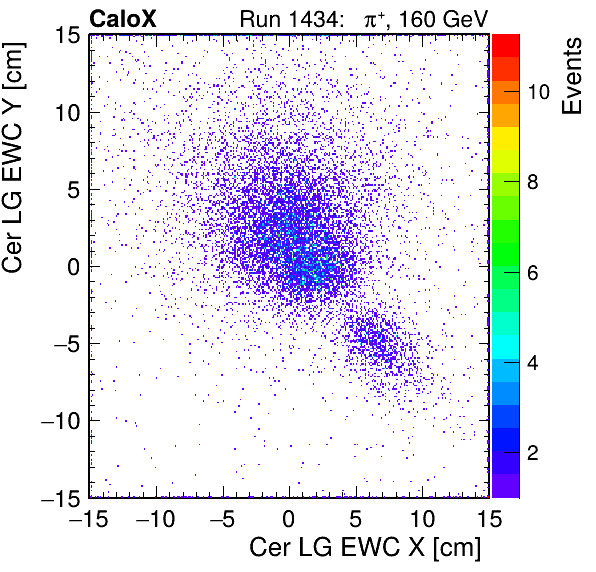 CaloX Run 1434: π⁺, 160 GeV
15
10
5
0
−5
−10
−15
Cer LG EWC Y [cm]
−15 −10 −5 0 5 10 15
Cer LG EWC X [cm]
10
8
6
4
2
Events